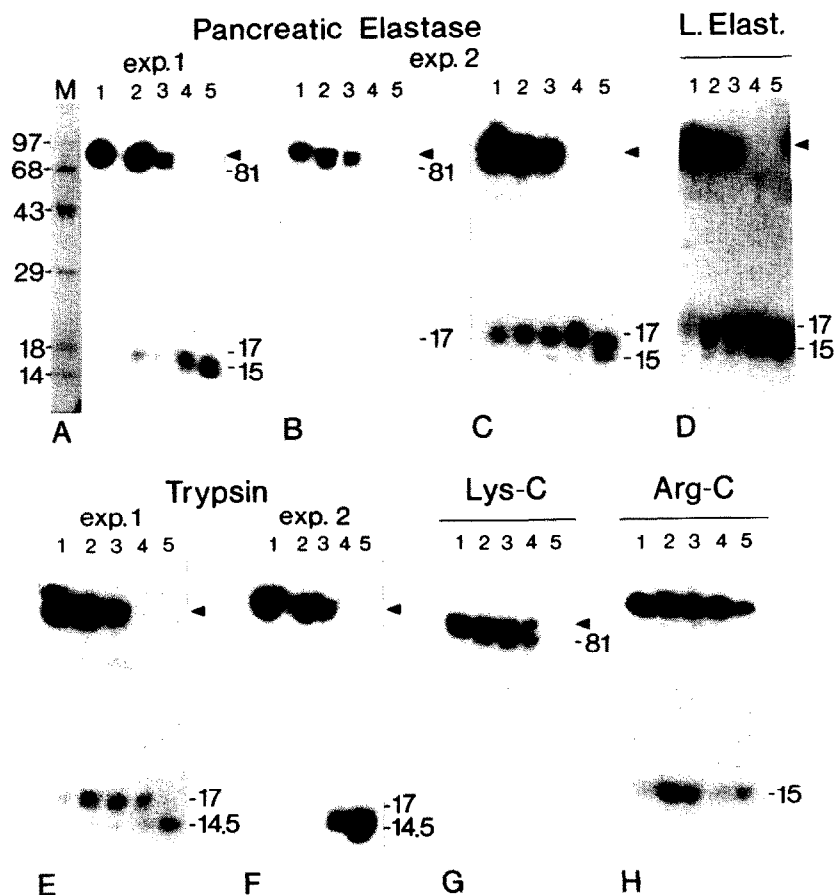 Pancreatic Elastase
L. Elast.
exp.1
exp. 2
M 1 2 3 4 5
1 2 3 4 5
1 2 3 4 5
1 2 3 4 5
97-
68-
43-
29-
18-
14-
-81
-17
-15
-81
-17
-17
-15
-17
-15
A
B
C
D
Trypsin
Lys-C
Arg-C
exp.1
exp. 2
1 2 3 4 5
1 2 3 4 5
1 2 3 4 5
1 2 3 4 5
-17
-14.5
-17
-14.5
-81
-15
E
F
G
H